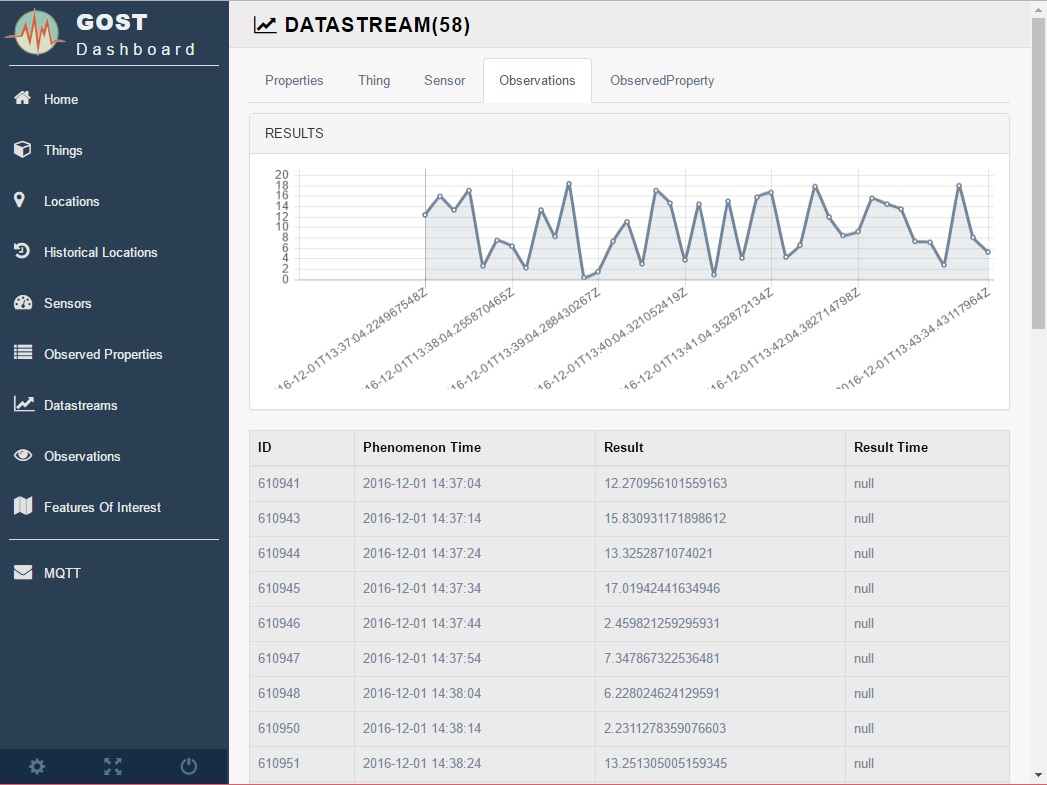 GOST
Dashboard
Home
Things
Locations
Historical Locations
Sensors
Observed Properties
Datastreams
Observations
Features Of Interest
MQTT
DATASTREAM(58)
Properties Thing Sensor Observations ObservedProperty
RESULTS
20
18
16
14
12
10
8
6
4
2
0
16-12-01T13:37:04.224967548Z
16-12-01T13:38:04.255870465Z
16-12-01T13:39:04.288430267Z
16-12-01T13:40:04.321052419Z
16-12-01T13:41:04.352872134Z
16-12-01T13:42:04.382714798Z
2016-12-01T13:43:34.43117964Z
ID Phenomenon Time Result Result Time
610941 2016-12-01 14:37:04 12.270956101559163 null
610943 2016-12-01 14:37:14 15.830931171898612 null
610944 2016-12-01 14:37:24 13.3252871074021 null
610945 2016-12-01 14:37:34 17.01942441634946 null
610946 2016-12-01 14:37:44 2.459821259295931 null
610947 2016-12-01 14:37:54 7.347867322536481 null
610948 2016-12-01 14:38:04 6.228024624129591 null
610950 2016-12-01 14:38:14 2.2311278359076603 null
610951 2016-12-01 14:38:24 13.251305005159345 null